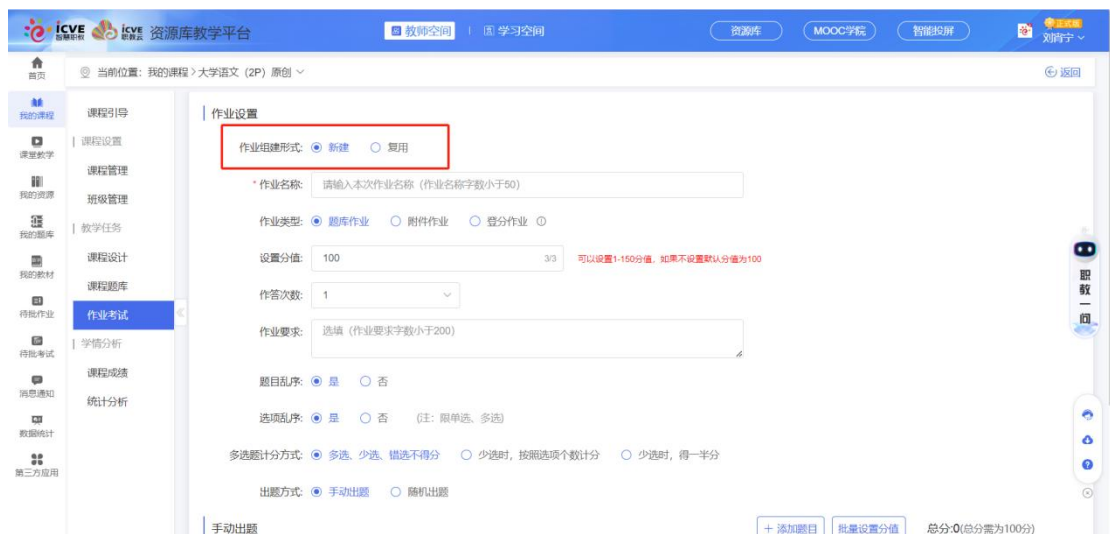 icve 智慧职教 icve 职教云 资源库教学平台 教师空间 学习空间 资源库 MOOC学院 智能投屏 正式版 刘尚宁
首页 当前位置：我的课程>大学语文（2P）原创 返回
我的课程
课堂教学
我的资源
我的题库
我的教材
待批作业
待批考试
消息通知
数据统计
第三方应用
课程引导
课程设置
课程管理
班级管理
教学任务
课程设计
课程题库
作业考试
学情分析
课程成绩
统计分析
作业设置
作业组建形式: 新建 复用
* 作业名称: 请输入本次作业名称（作业名称字数小于50）
作业类型: 题库作业 附件作业 登分作业
设置分值: 100 3/3 可以设置1-150分值，如果不设置默认分值为100
作答次数: 1
作业要求: 选填（作业要求字数小于200）
题目乱序: 是 否
选项乱序: 是 否 (注：限单选、多选)
多选题计分方式: 多选、少选、错选不得分 少选时，按照选项个数计分 少选时，得一半分
出题方式: 手动出题 随机出题
手动出题 + 添加题目 批量设置分值 总分:0(总分需为100分)
职教一问